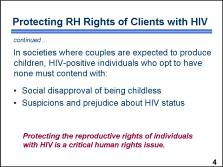 Protecting RH Rights of Clients with HIV
continued…
In societies where couples are expected to produce
children, HIV-positive individuals who opt to have
none must contend with:
• Social disapproval of being childless
• Suspicions and prejudice about HIV status
Protecting the reproductive rights of individuals
with HIV is a critical human rights issue.
4